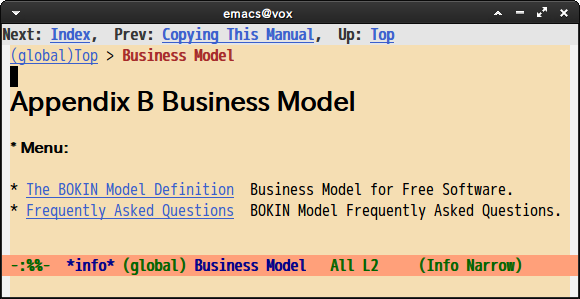 emacs@vox
Next: Index, Prev: Copying This Manual, Up: Top
(global)Top > Business Model
Appendix B Business Model
* Menu:
* The BOKIN Model Definition Business Model for Free Software.
* Frequently Asked Questions BOKIN Model Frequently Asked Questions.
-:%%- *info* (global) Business Model All L2 (Info Narrow)